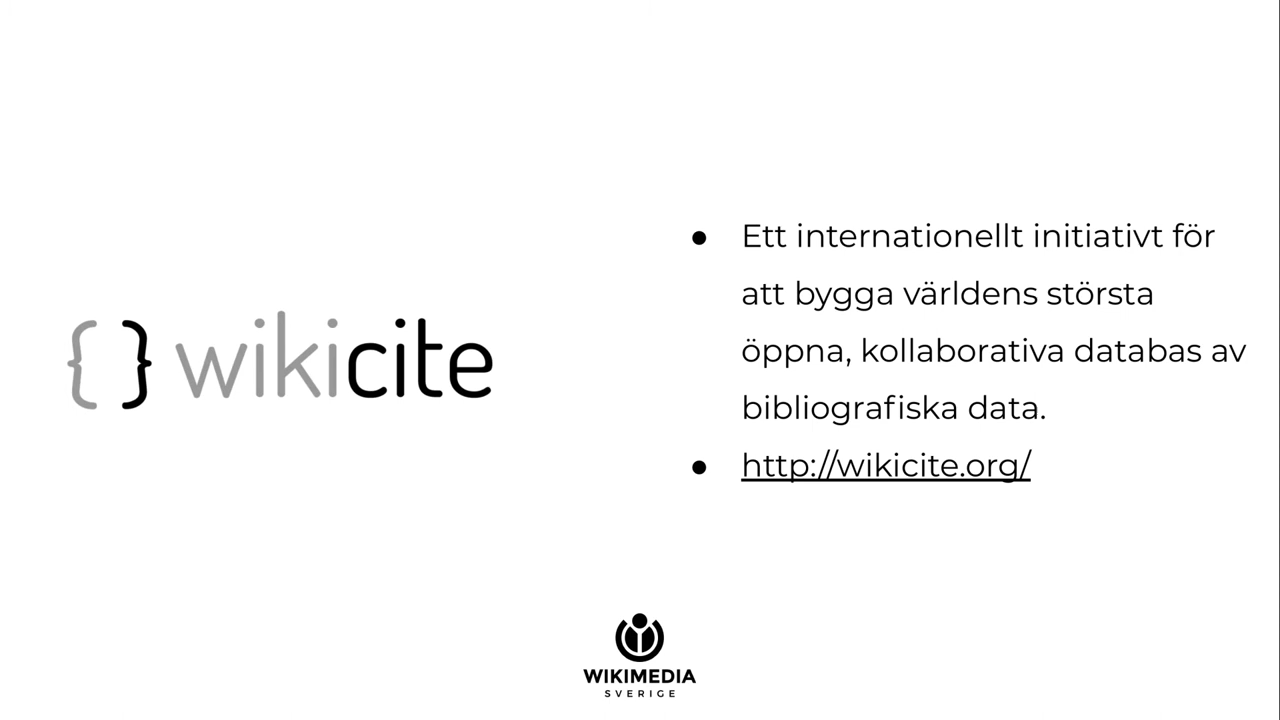 { } wikicite
● Ett internationellt initiativt för
att bygga världens största
öppna, kollaborativa databas av
bibliografiska data.
● http://wikicite.org/
WIKIMEDIA
SVERIGE